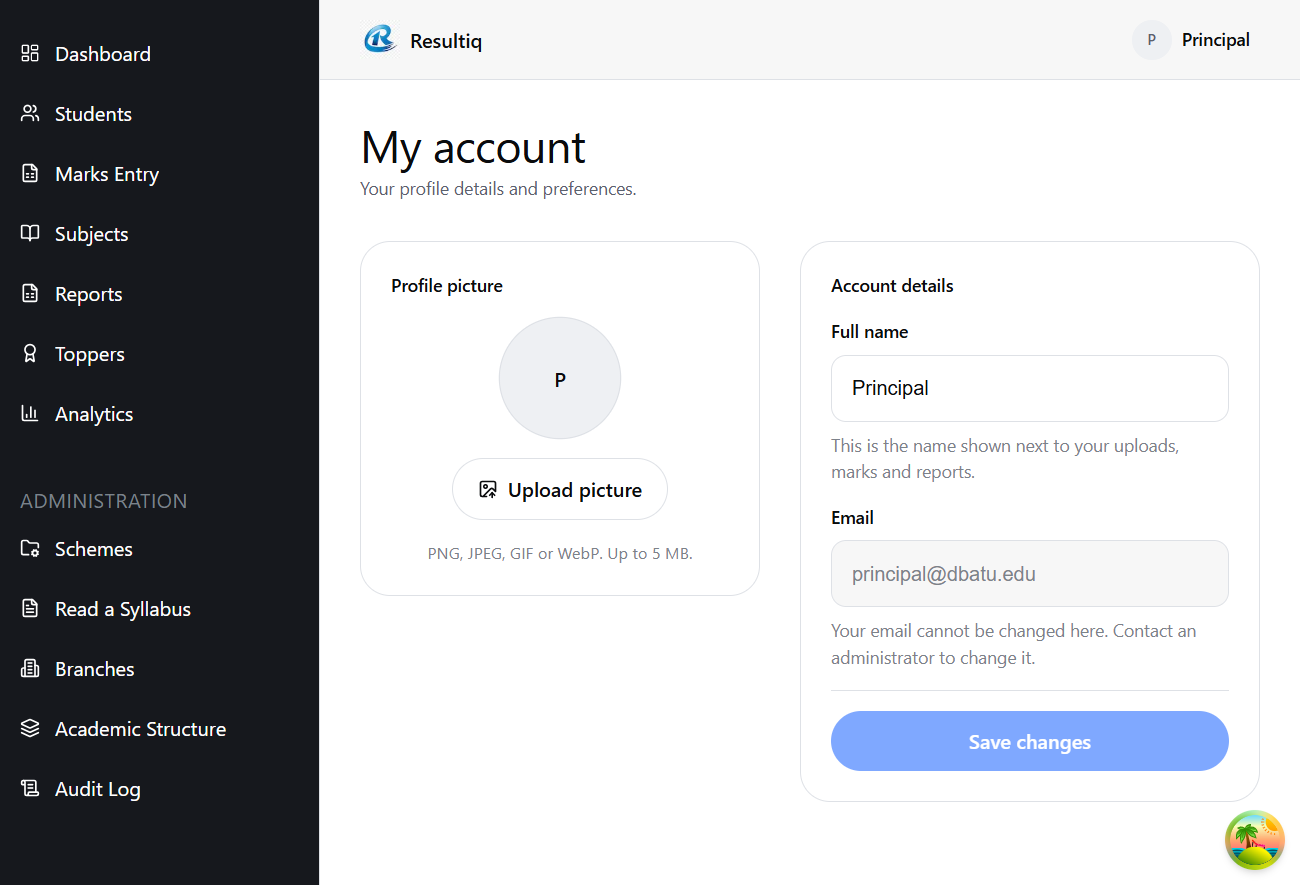 Dashboard
Students
Marks Entry
Subjects
Reports
Toppers
Analytics
ADMINISTRATION
Schemes
Read a Syllabus
Branches
Academic Structure
Audit Log
R
Resultiq
P
Principal
My account
Your profile details and preferences.
Profile picture
P
Upload picture
PNG, JPEG, GIF or WebP. Up to 5 MB.
Account details
Full name
Principal
This is the name shown next to your uploads,
marks and reports.
Email
principal@dbatu.edu
Your email cannot be changed here. Contact an
administrator to change it.
Save changes